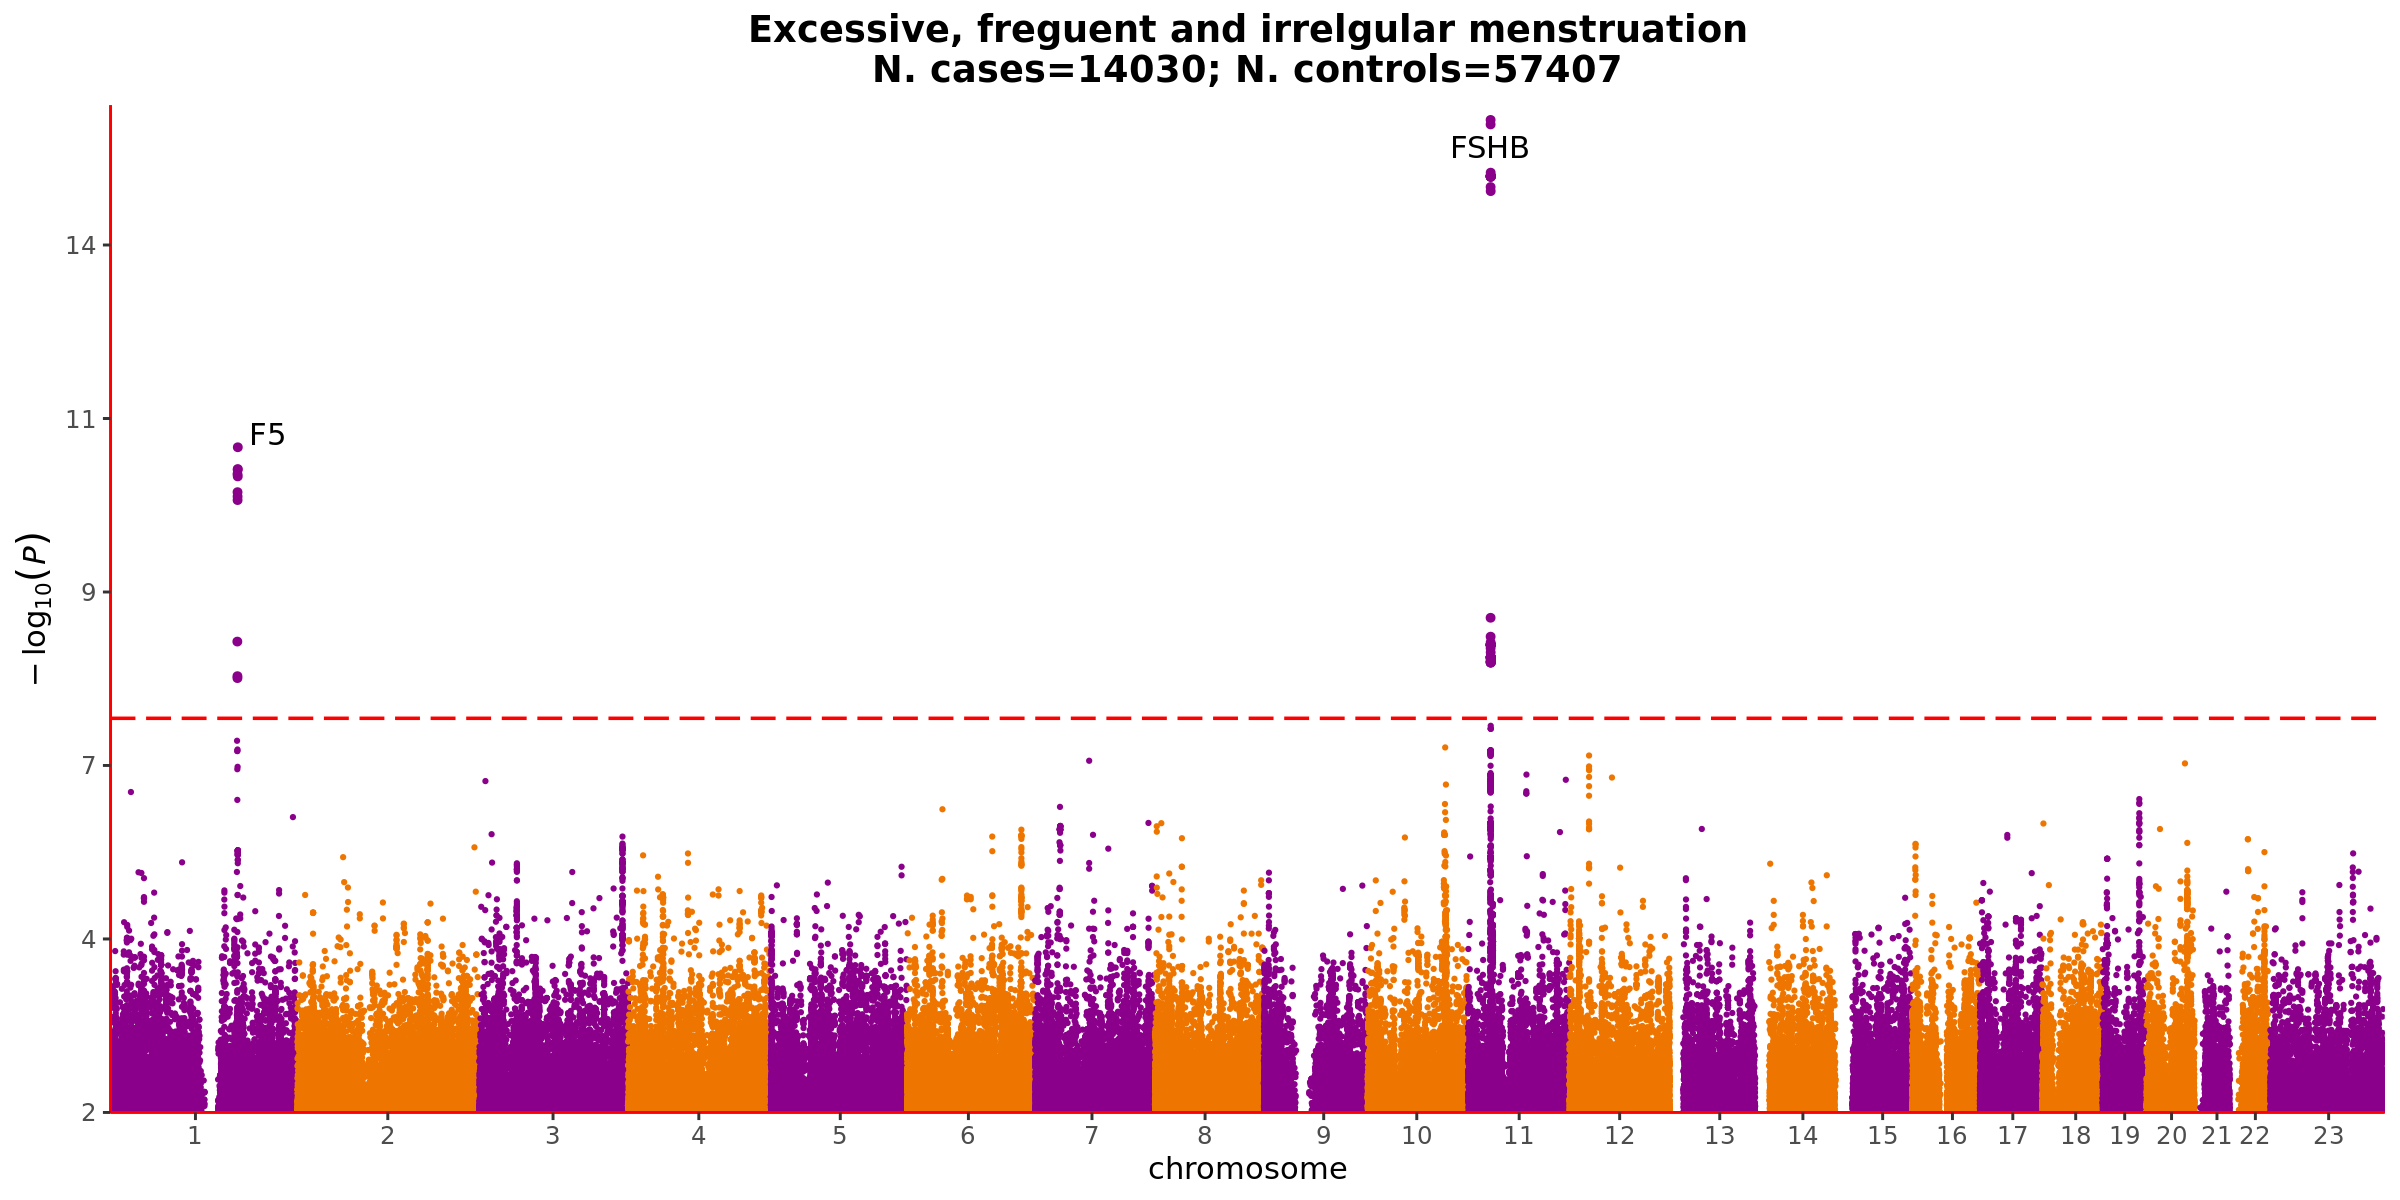 Excessive, freguent and irrelgular menstruation
N. cases=14030; N. controls=57407
FSHB
14
11
F5
9
−log10(P)
7
4
2
1 2 3 4 5 6 7 8 9 10 11 12 13 14 15 16 17 18 19 20 21 22 23
chromosome